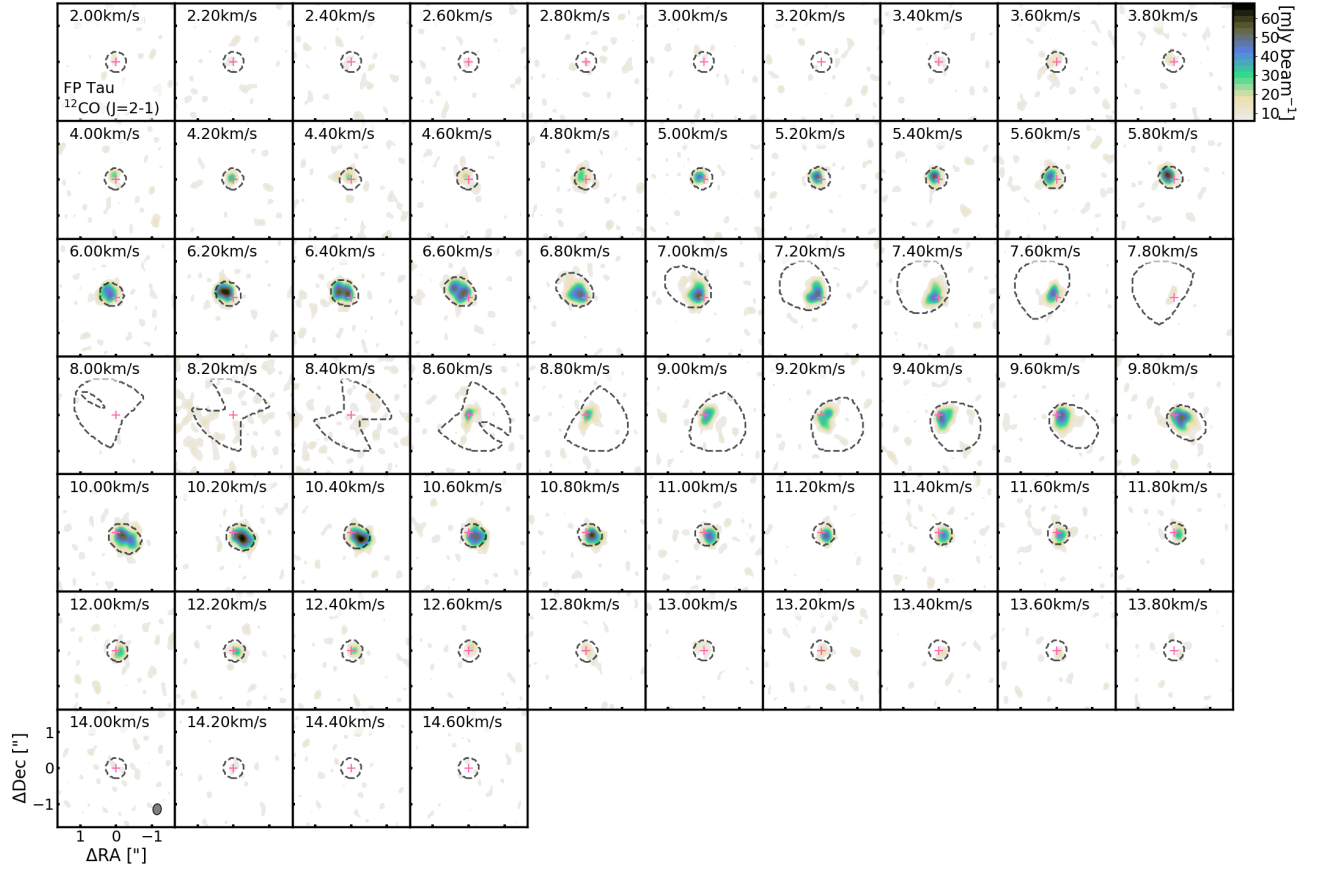 2.00km/s 2.20km/s 2.40km/s 2.60km/s 2.80km/s 3.00km/s 3.20km/s 3.40km/s 3.60km/s 3.80km/s
FP Tau
¹²CO (J=2-1)
60
50
40
30
20
10
[mJy beam⁻¹]
4.00km/s 4.20km/s 4.40km/s 4.60km/s 4.80km/s 5.00km/s 5.20km/s 5.40km/s 5.60km/s 5.80km/s
6.00km/s 6.20km/s 6.40km/s 6.60km/s 6.80km/s 7.00km/s 7.20km/s 7.40km/s 7.60km/s 7.80km/s
8.00km/s 8.20km/s 8.40km/s 8.60km/s 8.80km/s 9.00km/s 9.20km/s 9.40km/s 9.60km/s 9.80km/s
10.00km/s 10.20km/s 10.40km/s 10.60km/s 10.80km/s 11.00km/s 11.20km/s 11.40km/s 11.60km/s 11.80km/s
12.00km/s 12.20km/s 12.40km/s 12.60km/s 12.80km/s 13.00km/s 13.20km/s 13.40km/s 13.60km/s 13.80km/s
14.00km/s 14.20km/s 14.40km/s 14.60km/s
1
0
−1
ΔDec ["]
1 0 −1
ΔRA ["]